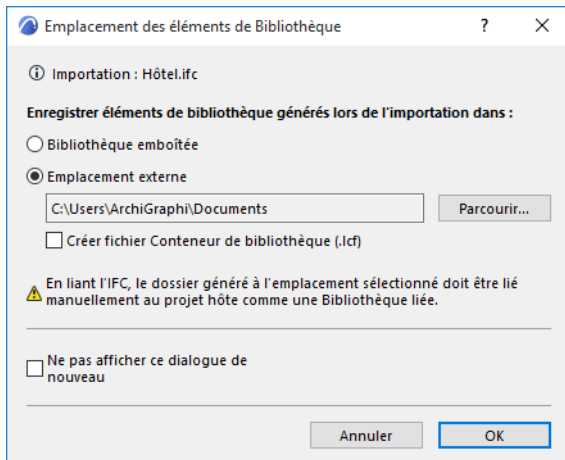 Emplacement des éléments de Bibliothèque
Importation : Hôtel.ifc
Enregistrer éléments de bibliothèque générés lors de l'importation dans :
Bibliothèque emboîtée
Emplacement externe
C:\Users\ArchiGraphi\Documents
Parcourir...
Créer fichier Conteneur de bibliothèque (.lcf)
En liant l'IFC, le dossier généré à l'emplacement sélectionné doit être lié
manuellement au projet hôte comme une Bibliothèque liée.
Ne pas afficher ce dialogue de
nouveau
Annuler
OK